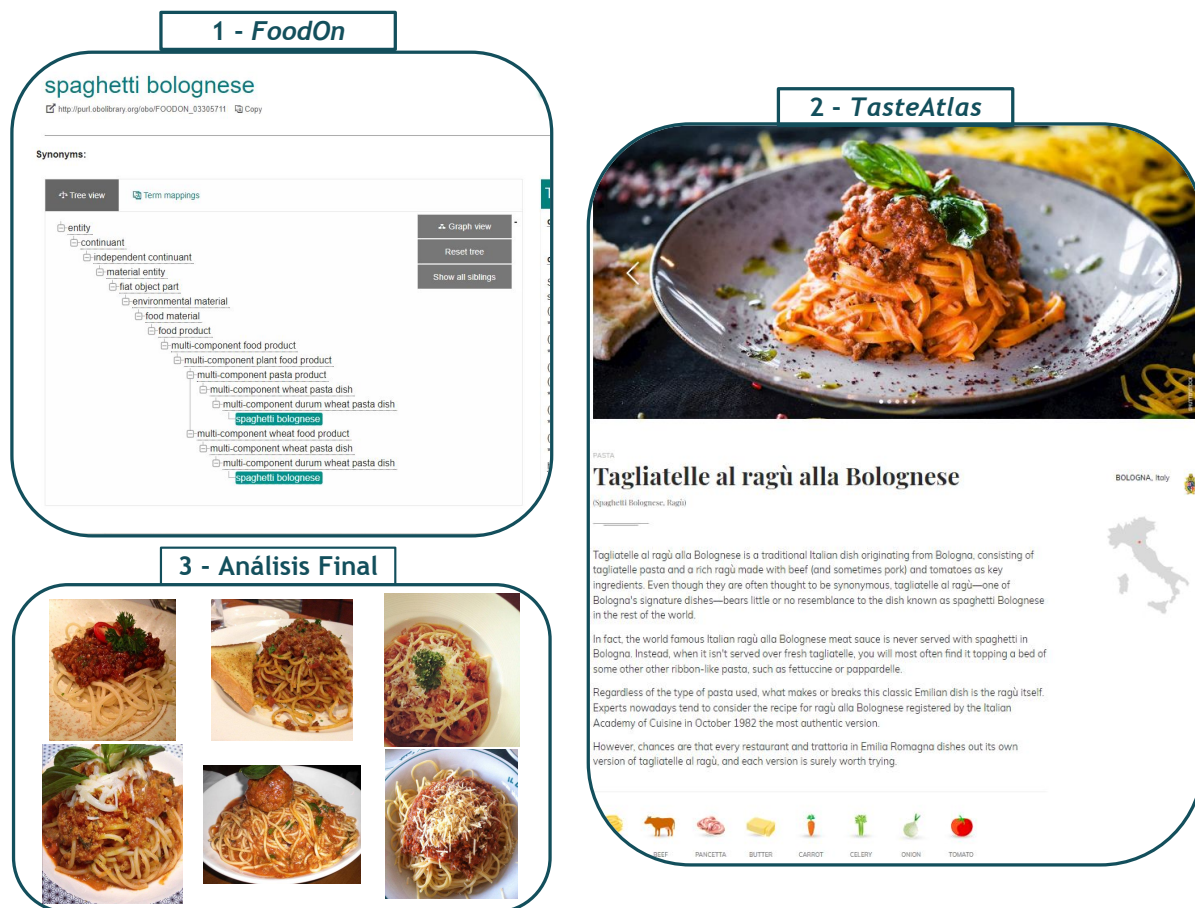 1 - FoodOn
spaghetti bolognese
http://purl.obolibrary.org/obo/FOODON_03305711 Copy
Synonyms:
Tree view Term mappings
Graph view
Reset tree
Show all siblings
entity
continuant
independent continuant
material entity
fiat object part
environmental material
food material
food product
multi-component food product
multi-component plant food product
multi-component pasta product
multi-component wheat pasta dish
multi-component durum wheat pasta dish
spaghetti bolognese
multi-component wheat food product
multi-component wheat pasta dish
multi-component durum wheat pasta dish
spaghetti bolognese
2 - TasteAtlas
PASTA
Tagliatelle al ragù alla Bolognese
(Spaghetti Bolognese, Ragù)
BOLOGNA, Italy
Tagliatelle al ragù alla Bolognese is a traditional Italian dish originating from Bologna, consisting of
tagliatelle pasta and a rich ragù made with beef (and sometimes pork) and tomatoes as key
ingredients. Even though they are often thought to be synonymous, tagliatelle al ragù—one of
Bologna's signature dishes—bears little or no resemblance to the dish known as spaghetti Bolognese
in the rest of the world.
In fact, the world famous Italian ragù alla Bolognese meat sauce is never served with spaghetti in
Bologna. Instead, when it isn't served over fresh tagliatelle, you will most often find it topping a bed of
some other other ribbon-like pasta, such as fettuccine or pappardelle.
Regardless of the type of pasta used, what makes or breaks this classic Emilian dish is the ragù itself.
Experts nowadays tend to consider the recipe for ragù alla Bolognese registered by the Italian
Academy of Cuisine in October 1982 the most authentic version.
However, chances are that every restaurant and trattoria in Emilia Romagna dishes out its own
version of tagliatelle al ragù, and each version is surely worth trying.
BEEF PANCETTA BUTTER CARROT CELERY ONION TOMATO
3 - Análisis Final